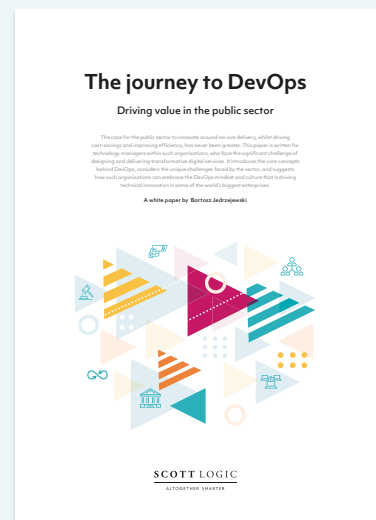 The journey to DevOps
Driving value in the public sector
The case for the public sector to innovate around service delivery, whilst driving
cost-savings and improving efficiency, has never been greater. This paper is written for
technology managers within such organisations, who face the significant challenge of
designing and delivering transformative digital services. It introduces the core concepts
behind DevOps, considers the unique challenges faced by the sector, and suggests
how such organisations can embrace the DevOps mindset and culture that is driving
technical innovation in some of the world's biggest enterprises.
A white paper by Bartosz Jedrzejewski
SCOTT LOGIC
ALTOGETHER SMARTER